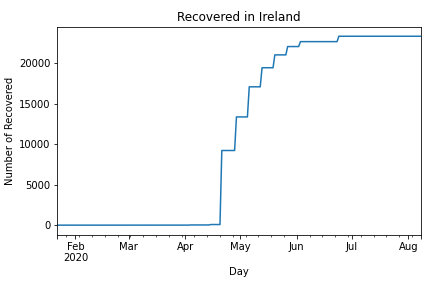 Recovered in Ireland
Number of Recovered
20000
15000
10000
5000
0
Feb Mar Apr May Jun Jul Aug
2020
Day